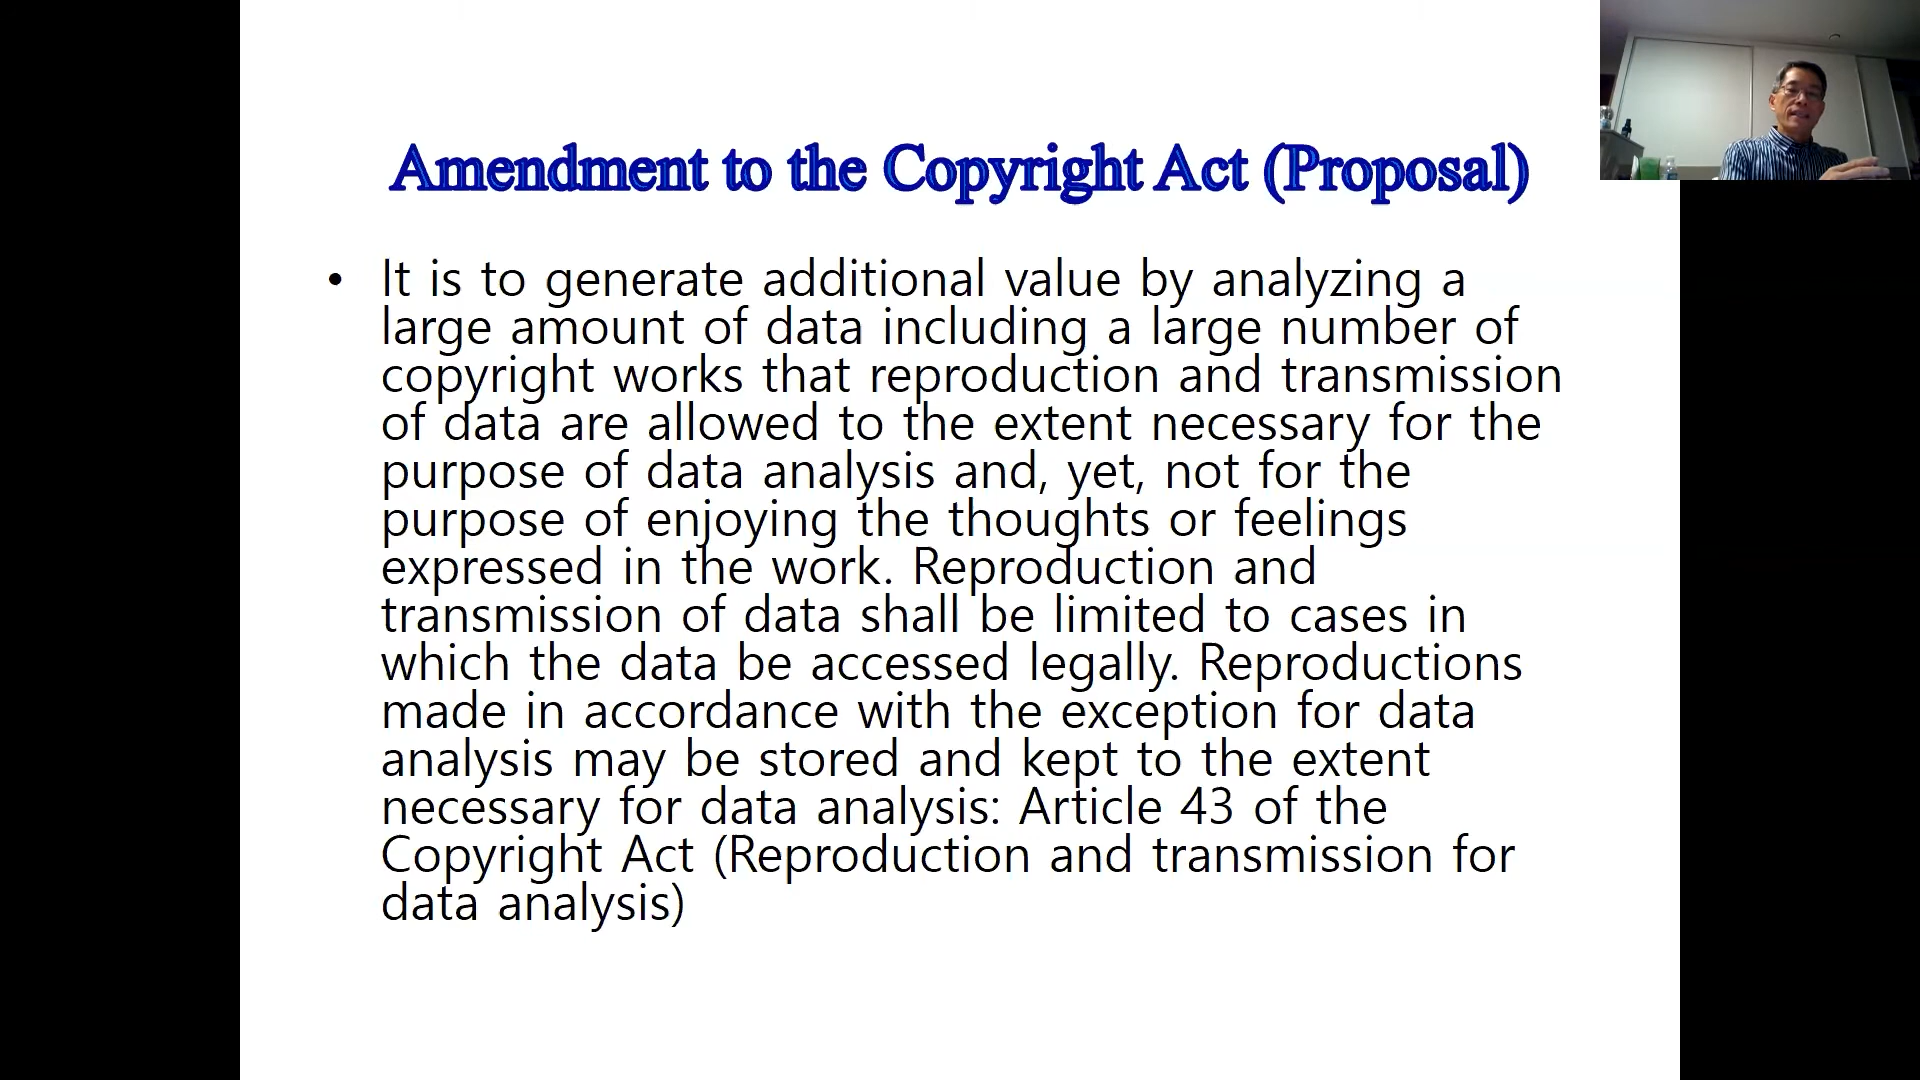 Amendment to the Copyright Act (Proposal)
• It is to generate additional value by analyzing a
large amount of data including a large number of
copyright works that reproduction and transmission
of data are allowed to the extent necessary for the
purpose of data analysis and, yet, not for the
purpose of enjoying the thoughts or feelings
expressed in the work. Reproduction and
transmission of data shall be limited to cases in
which the data be accessed legally. Reproductions
made in accordance with the exception for data
analysis may be stored and kept to the extent
necessary for data analysis: Article 43 of the
Copyright Act (Reproduction and transmission for
data analysis)